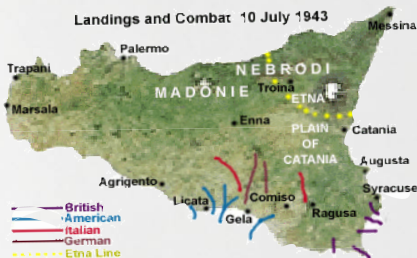 Landings and Combat 10 July 1943
Messina
Palermo
Trapani
NEBRODI
Troina
MADONIE
ETNA
Marsala
Enna
PLAIN
OF
CATANIA
Catania
Augusta
Agrigento
Syracuse
Licata
Comiso
Gela
Ragusa
British
American
Italian
German
Etna Line